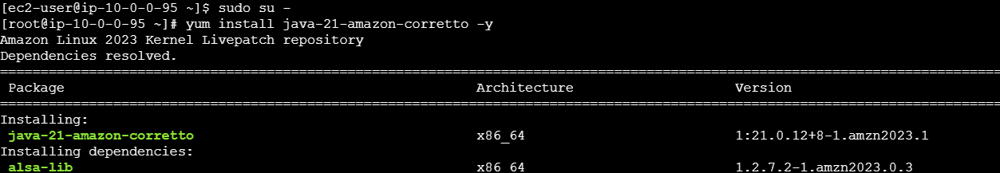 [ec2-user@ip-10-0-0-95 ~]$ sudo su -
[root@ip-10-0-0-95 ~]# yum install java-21-amazon-corretto -y
Amazon Linux 2023 Kernel Livepatch repository
Dependencies resolved.
================================================================================
Package Architecture Version
================================================================================
Installing:
java-21-amazon-corretto x86_64 1:21.0.12+8-1.amzn2023.1
Installing dependencies:
alsa-lib x86_64 1.2.7.2-1.amzn2023.0.3